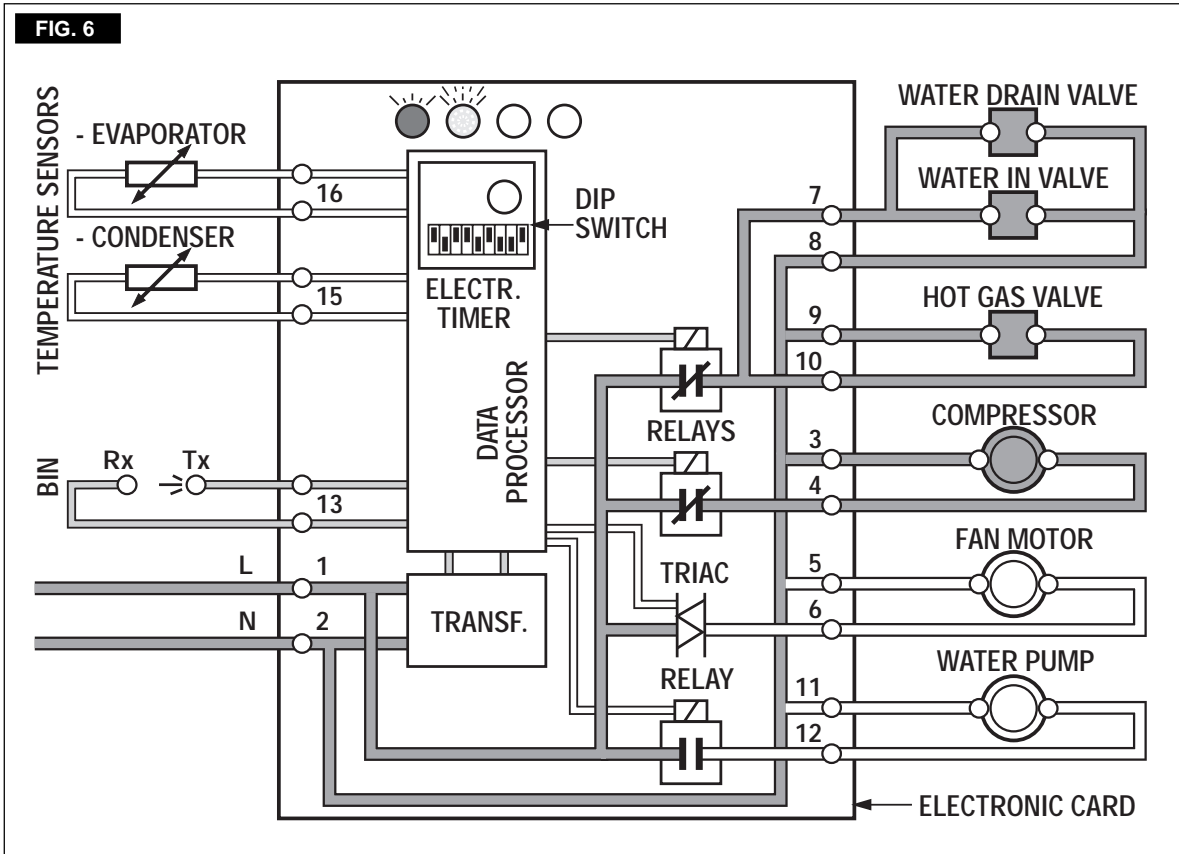 FIG. 6
TEMPERATURE SENSORS
- EVAPORATOR
16
- CONDENSER
15
BIN
Rx
Tx
13
L
1
N
2
DIP
SWITCH
ELECTR.
TIMER
DATA
PROCESSOR
TRANSF.
RELAYS
TRIAC
RELAY
WATER DRAIN VALVE
WATER IN VALVE
7
8
HOT GAS VALVE
9
10
COMPRESSOR
3
4
FAN MOTOR
5
6
WATER PUMP
11
12
ELECTRONIC CARD